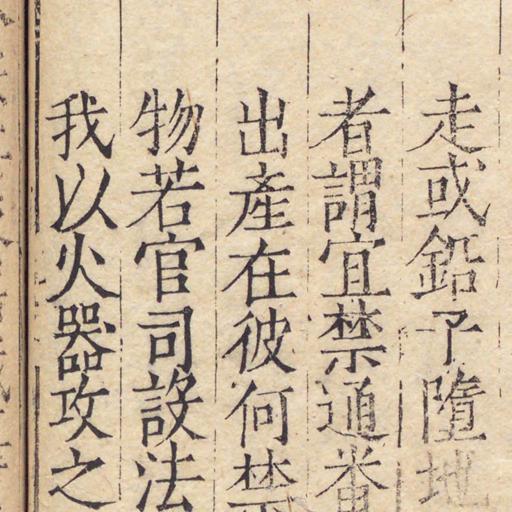 走或鉛子墮地
者謂宜禁通番
出產在彼何禁
物若官司設法
我以火器攻之